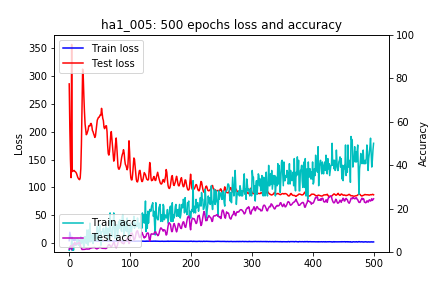 ha1_005: 500 epochs loss and accuracy
Train loss
Test loss
Train acc
Test acc
Loss
Accuracy
350
300
250
200
150
100
50
0
100
80
60
40
20
0
0 100 200 300 400 500